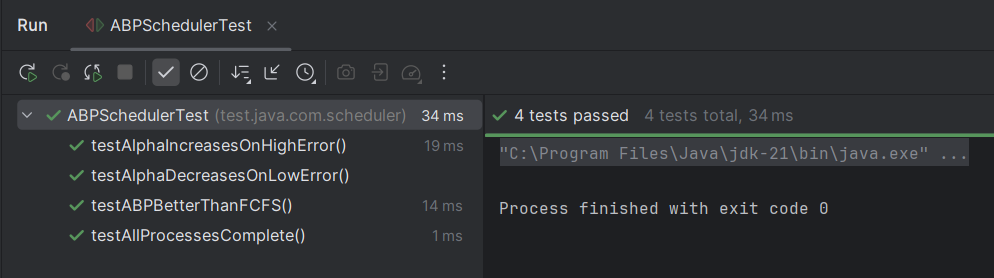 Run ABPSchedulerTest
ABPSchedulerTest (test.java.com.scheduler) 34 ms
testAlphaIncreasesOnHighError() 19 ms
testAlphaDecreasesOnLowError()
testABPBetterThanFCFS() 14 ms
testAllProcessesComplete() 1 ms
4 tests passed 4 tests total, 34 ms
"C:\Program Files\Java\jdk-21\bin\java.exe" ...
Process finished with exit code 0